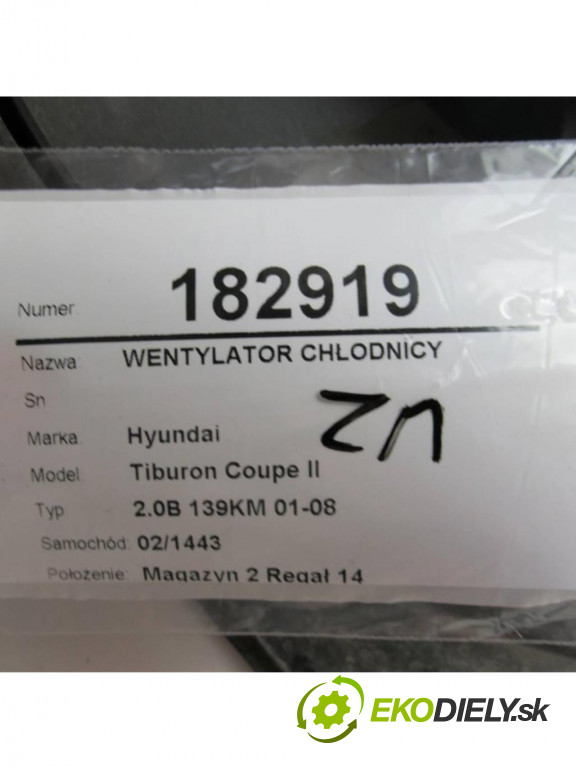 Numer 182919
Nazwa WENTYLATOR CHŁODNICY
Sn
Marka Hyundai
Model Tiburon Coupe II
Typ 2.0B 139KM 01-08
Samochód: 02/1443
Położenie: Magazyn 2 Regał 14
EKODIELY.sk